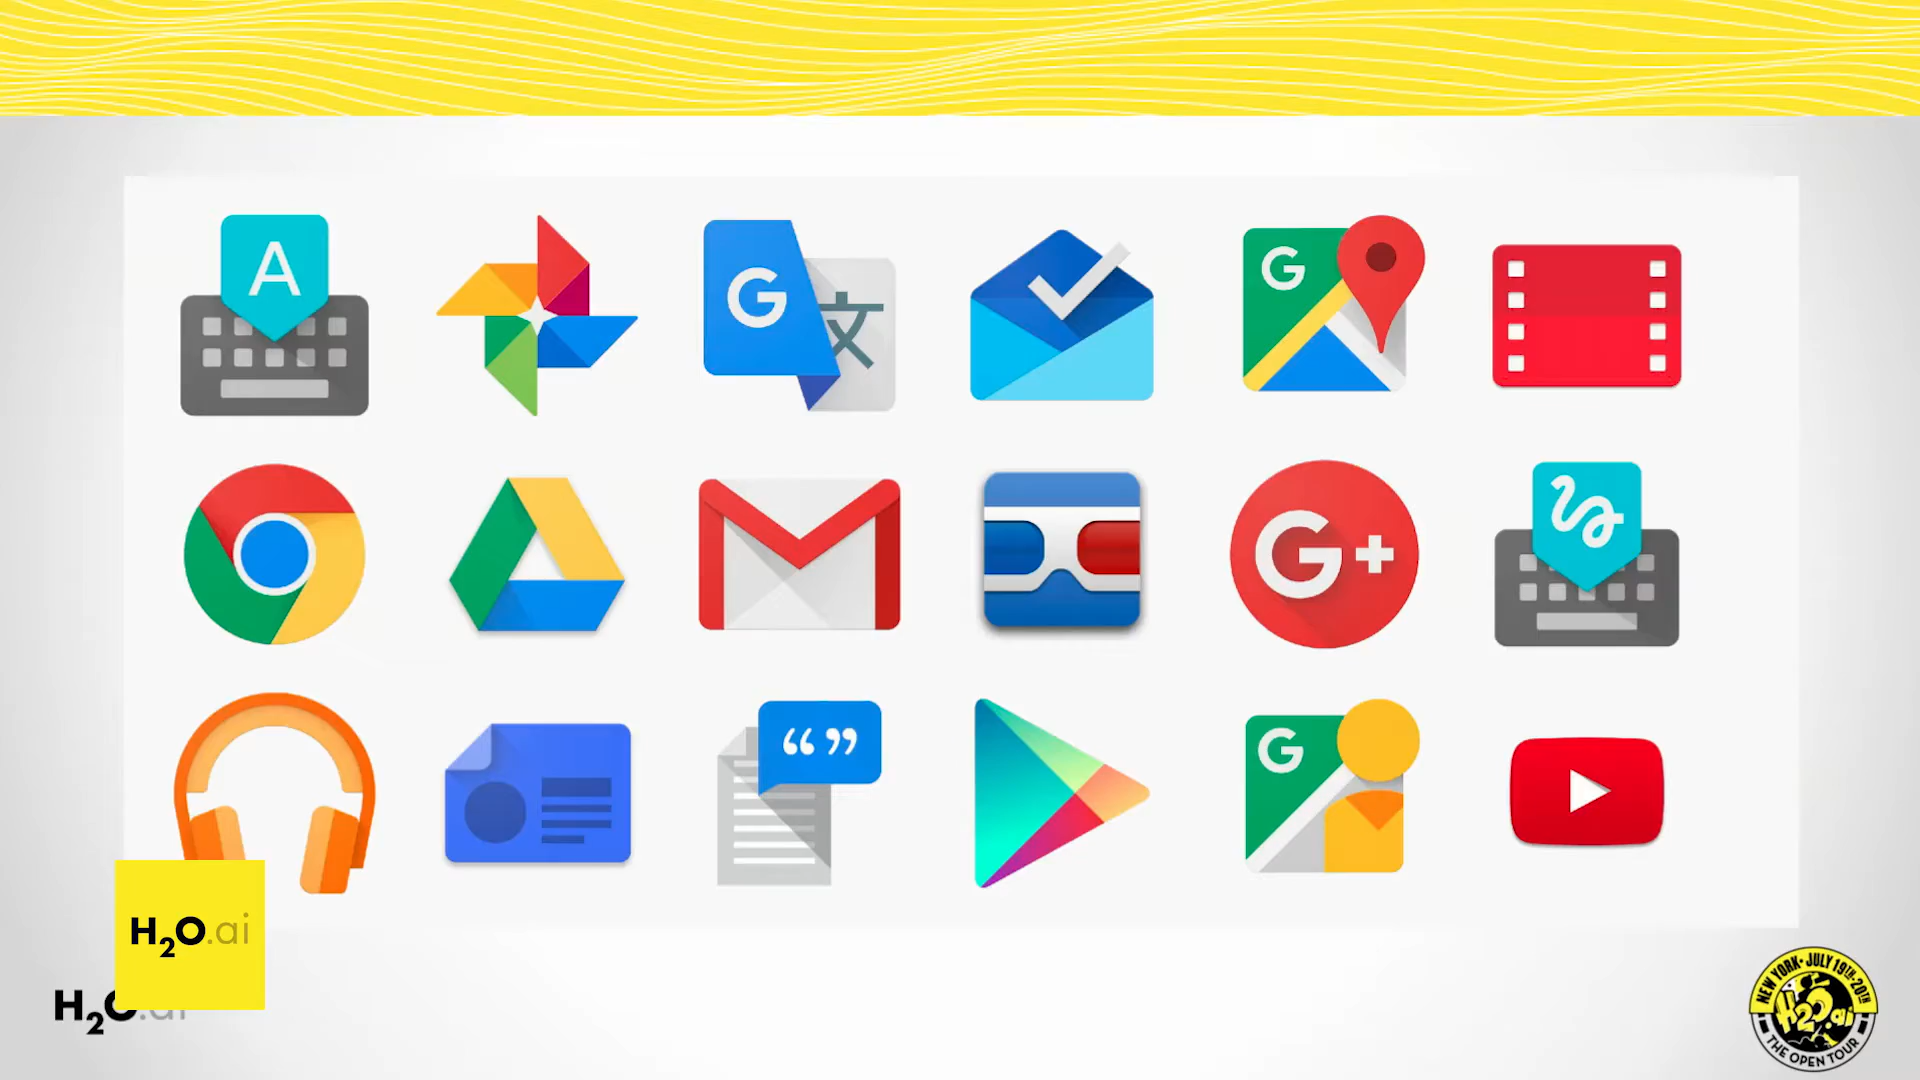 A
G 文
G
G+
“ ”
G
H2O.ai
H2O.ai
NEW YORK • JULY 19TH-20TH
H2O.ai
THE OPEN TOUR